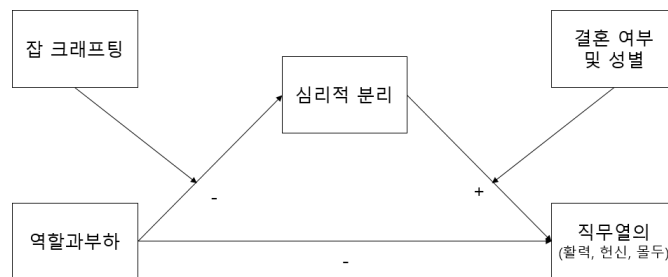 잡 크래프팅
결혼 여부
및 성별
심리적 분리
-
+
역할과부하
직무열의
(활력, 헌신, 몰두)
-